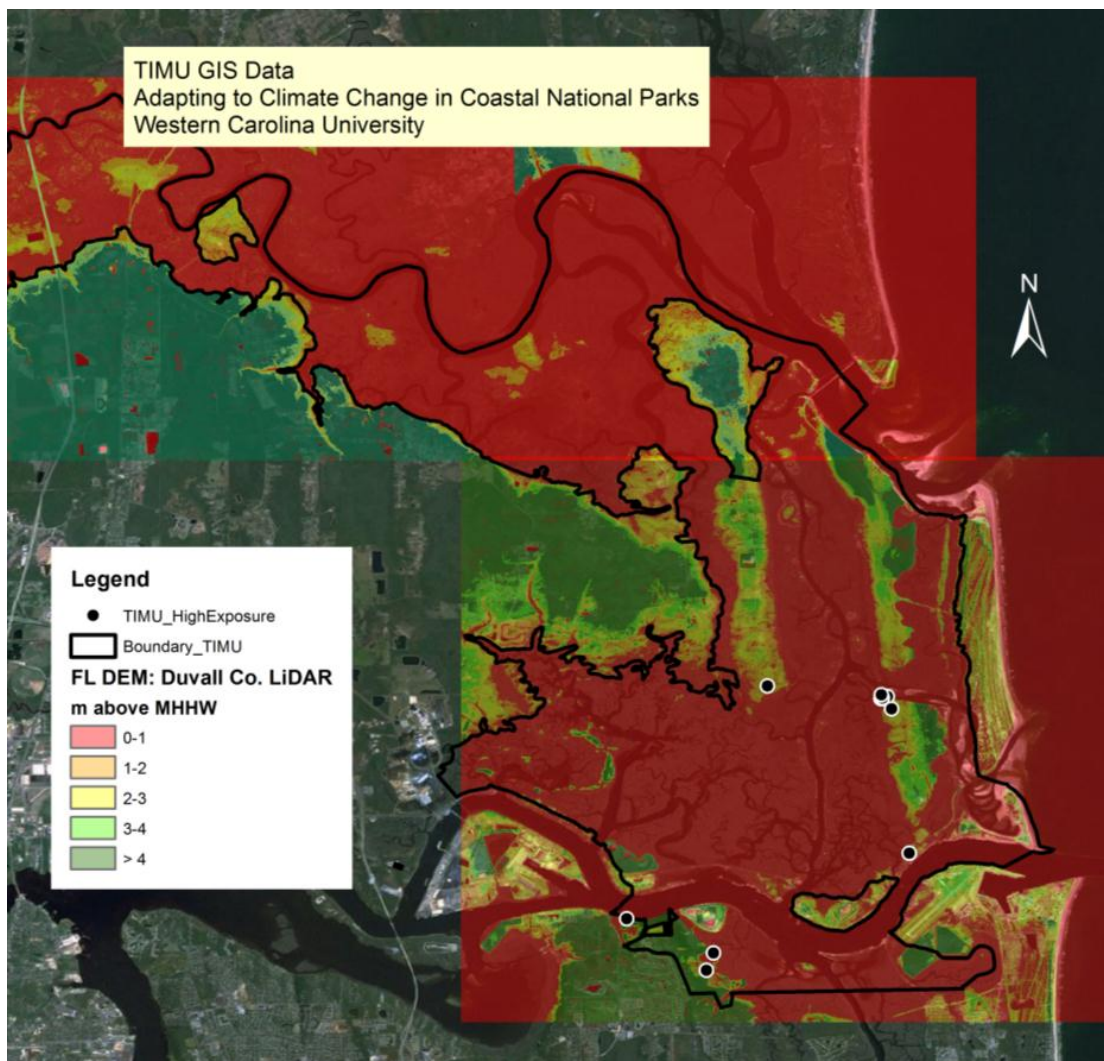 TIMU GIS Data
Adapting to Climate Change in Coastal National Parks
Western Carolina University
N
Legend
TIMU_HighExposure
Boundary_TIMU
FL DEM: Duvall Co. LiDAR
m above MHHW
0-1
1-2
2-3
3-4
> 4